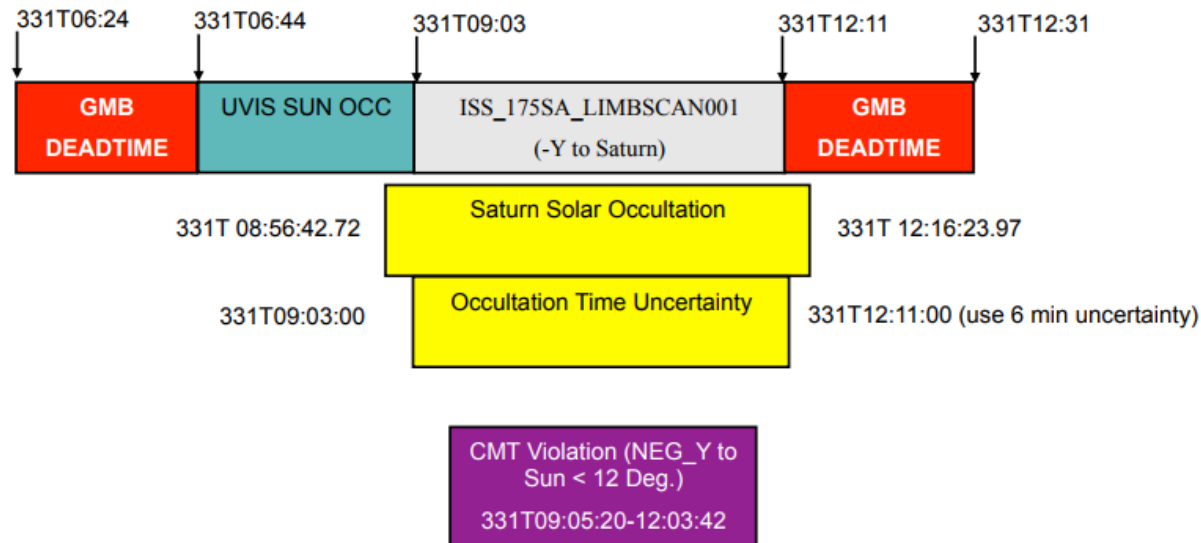 331T06:24
331T06:44
331T09:03
331T12:11
331T12:31
GMB
DEADTIME
UVIS SUN OCC
ISS_175SA_LIMBSCAN001
(-Y to Saturn)
GMB
DEADTIME
331T 08:56:42.72
Saturn Solar Occultation
331T 12:16:23.97
331T09:03:00
Occultation Time Uncertainty
331T12:11:00 (use 6 min uncertainty)
CMT Violation (NEG_Y to
Sun < 12 Deg.)
331T09:05:20-12:03:42